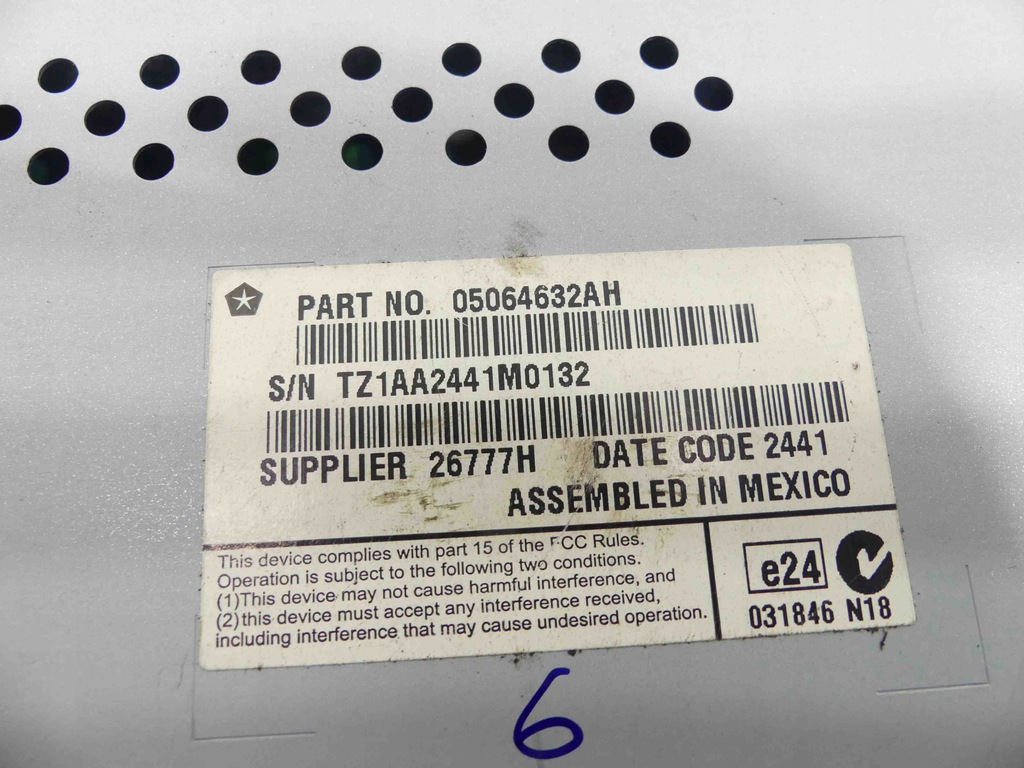 PART NO. 05064632AH
S/N TZ1AA2441M0132
SUPPLIER 26777H DATE CODE 2441
ASSEMBLED IN MEXICO
This device complies with part 15 of the FCC Rules.
Operation is subject to the following two conditions.
(1)This device may not cause harmful interference, and
(2)this device must accept any interference received,
including interference that may cause undesired operation.
e24
031846 N18
6